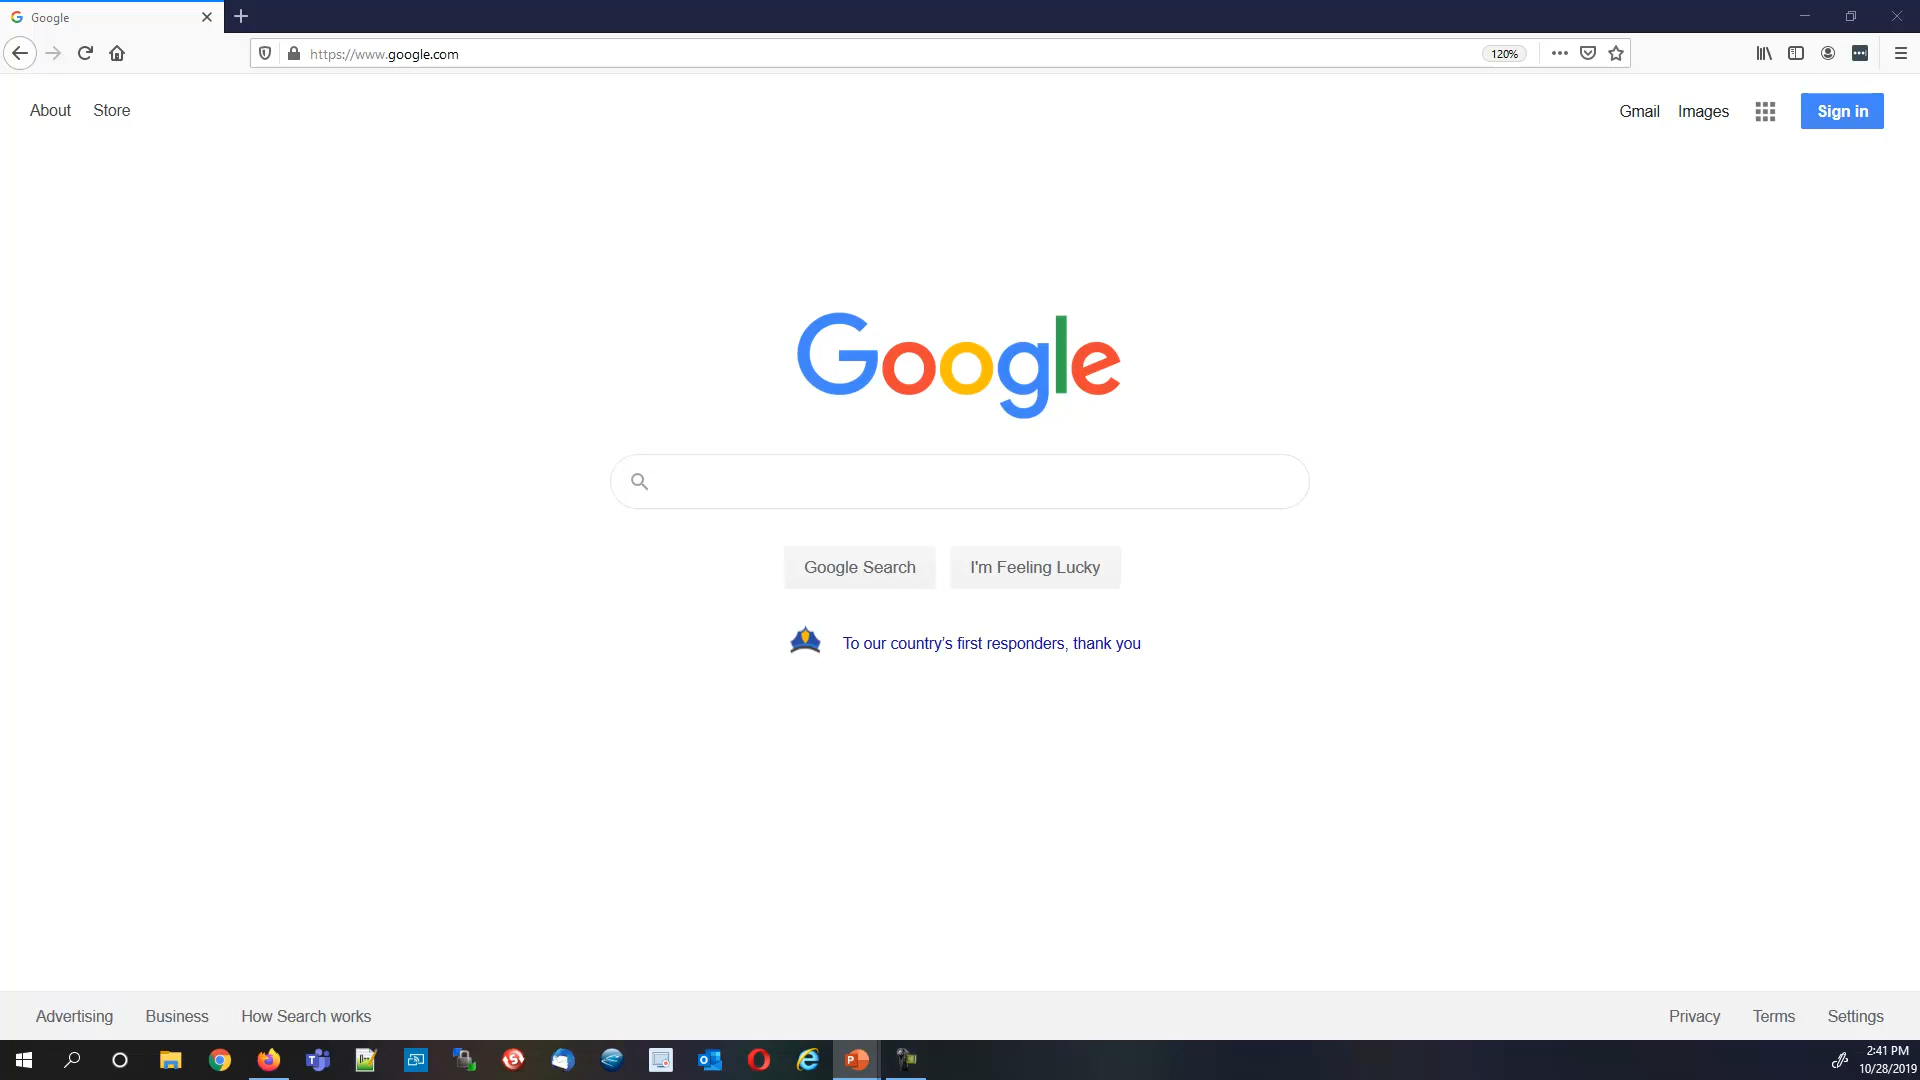 Google
https://www.google.com
120%
About Store
Gmail Images Sign in
Google
Google Search I'm Feeling Lucky
To our country’s first responders, thank you
Advertising Business How Search works
Privacy Terms Settings
2:41 PM
10/28/2019